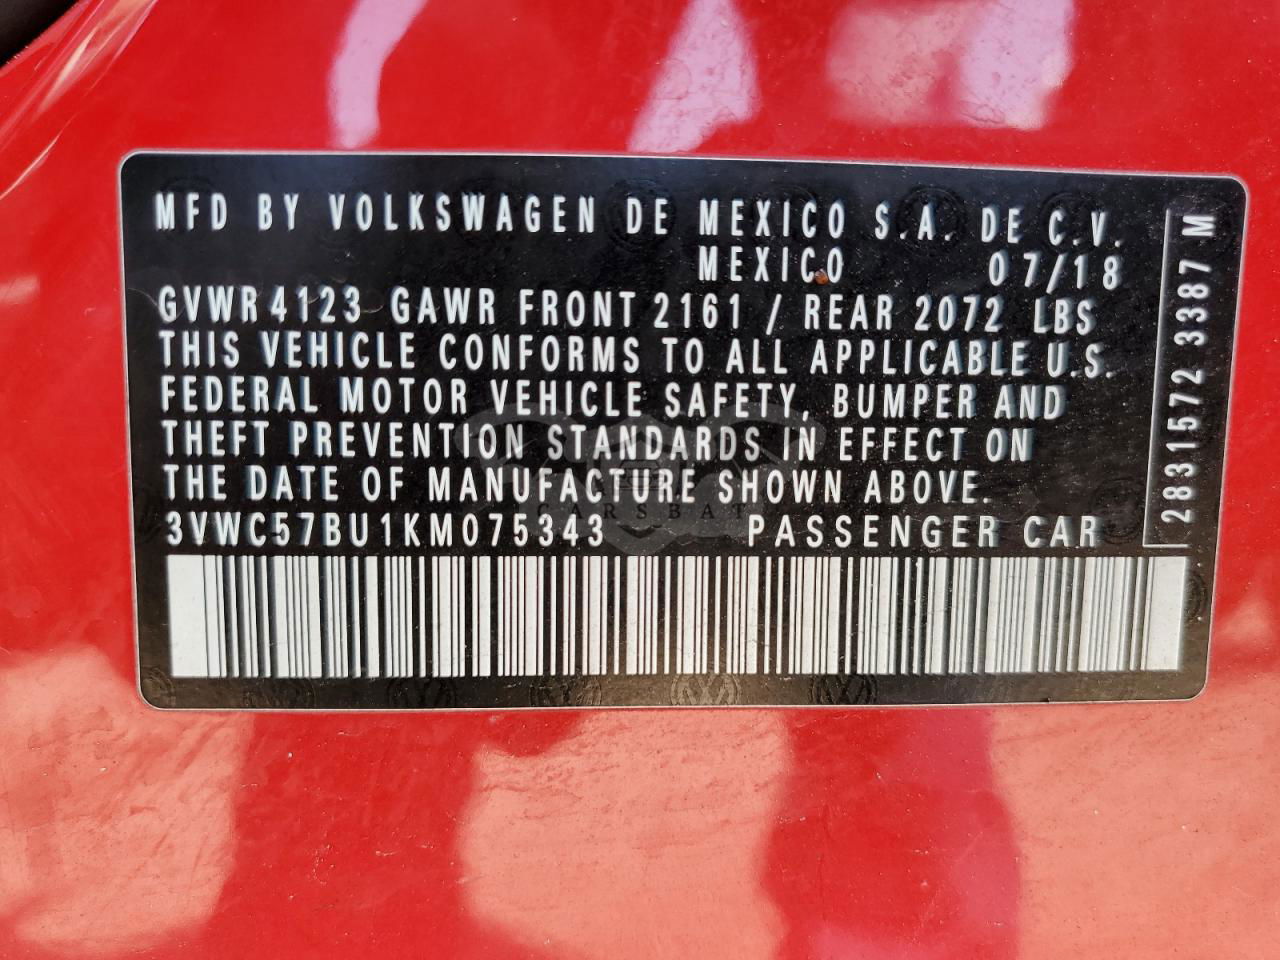 MFD BY VOLKSWAGEN DE MEXICO S.A. DE C.V.
MEXICO 07/18
GVWR 4123 GAWR FRONT 2161 / REAR 2072 LBS
THIS VEHICLE CONFORMS TO ALL APPLICABLE U.S.
FEDERAL MOTOR VEHICLE SAFETY, BUMPER AND
THEFT PREVENTION STANDARDS IN EFFECT ON
THE DATE OF MANUFACTURE SHOWN ABOVE.
3VWC57BU1KM075343 PASSENGER CAR
2831572 3387 M
CARSBAT